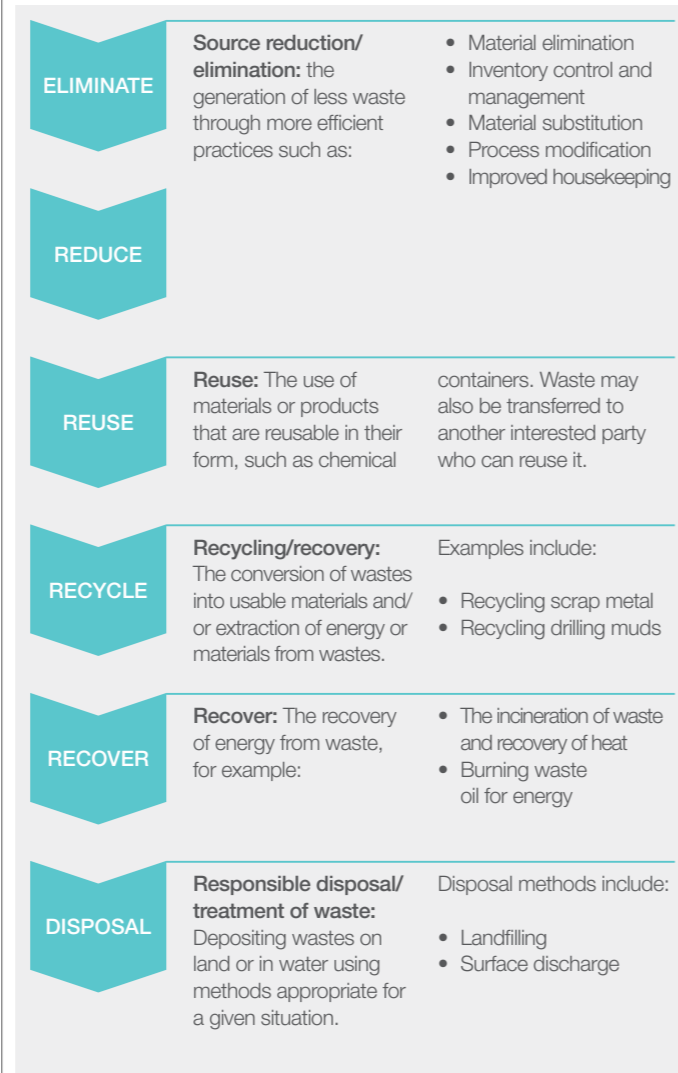 ELIMINATE
Source reduction/
elimination: the
generation of less waste
through more efficient
practices such as:
• Material elimination
• Inventory control and
management
• Material substitution
• Process modification
• Improved housekeeping
REDUCE
REUSE
Reuse: The use of
materials or products
that are reusable in their
form, such as chemical
containers. Waste may
also be transferred to
another interested party
who can reuse it.
RECYCLE
Recycling/recovery:
The conversion of wastes
into usable materials and/
or extraction of energy or
materials from wastes.
Examples include:
• Recycling scrap metal
• Recycling drilling muds
RECOVER
Recover: The recovery
of energy from waste,
for example:
• The incineration of waste
and recovery of heat
• Burning waste
oil for energy
DISPOSAL
Responsible disposal/
treatment of waste:
Depositing wastes on
land or in water using
methods appropriate for
a given situation.
Disposal methods include:
• Landfilling
• Surface discharge